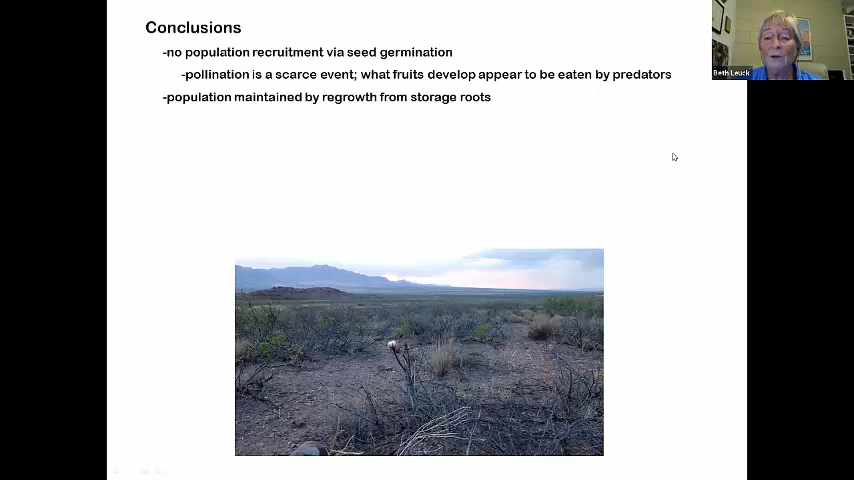 Conclusions
-no population recruitment via seed germination
-pollination is a scarce event; what fruits develop appear to be eaten by predators
-population maintained by regrowth from storage roots
Beth Leuck